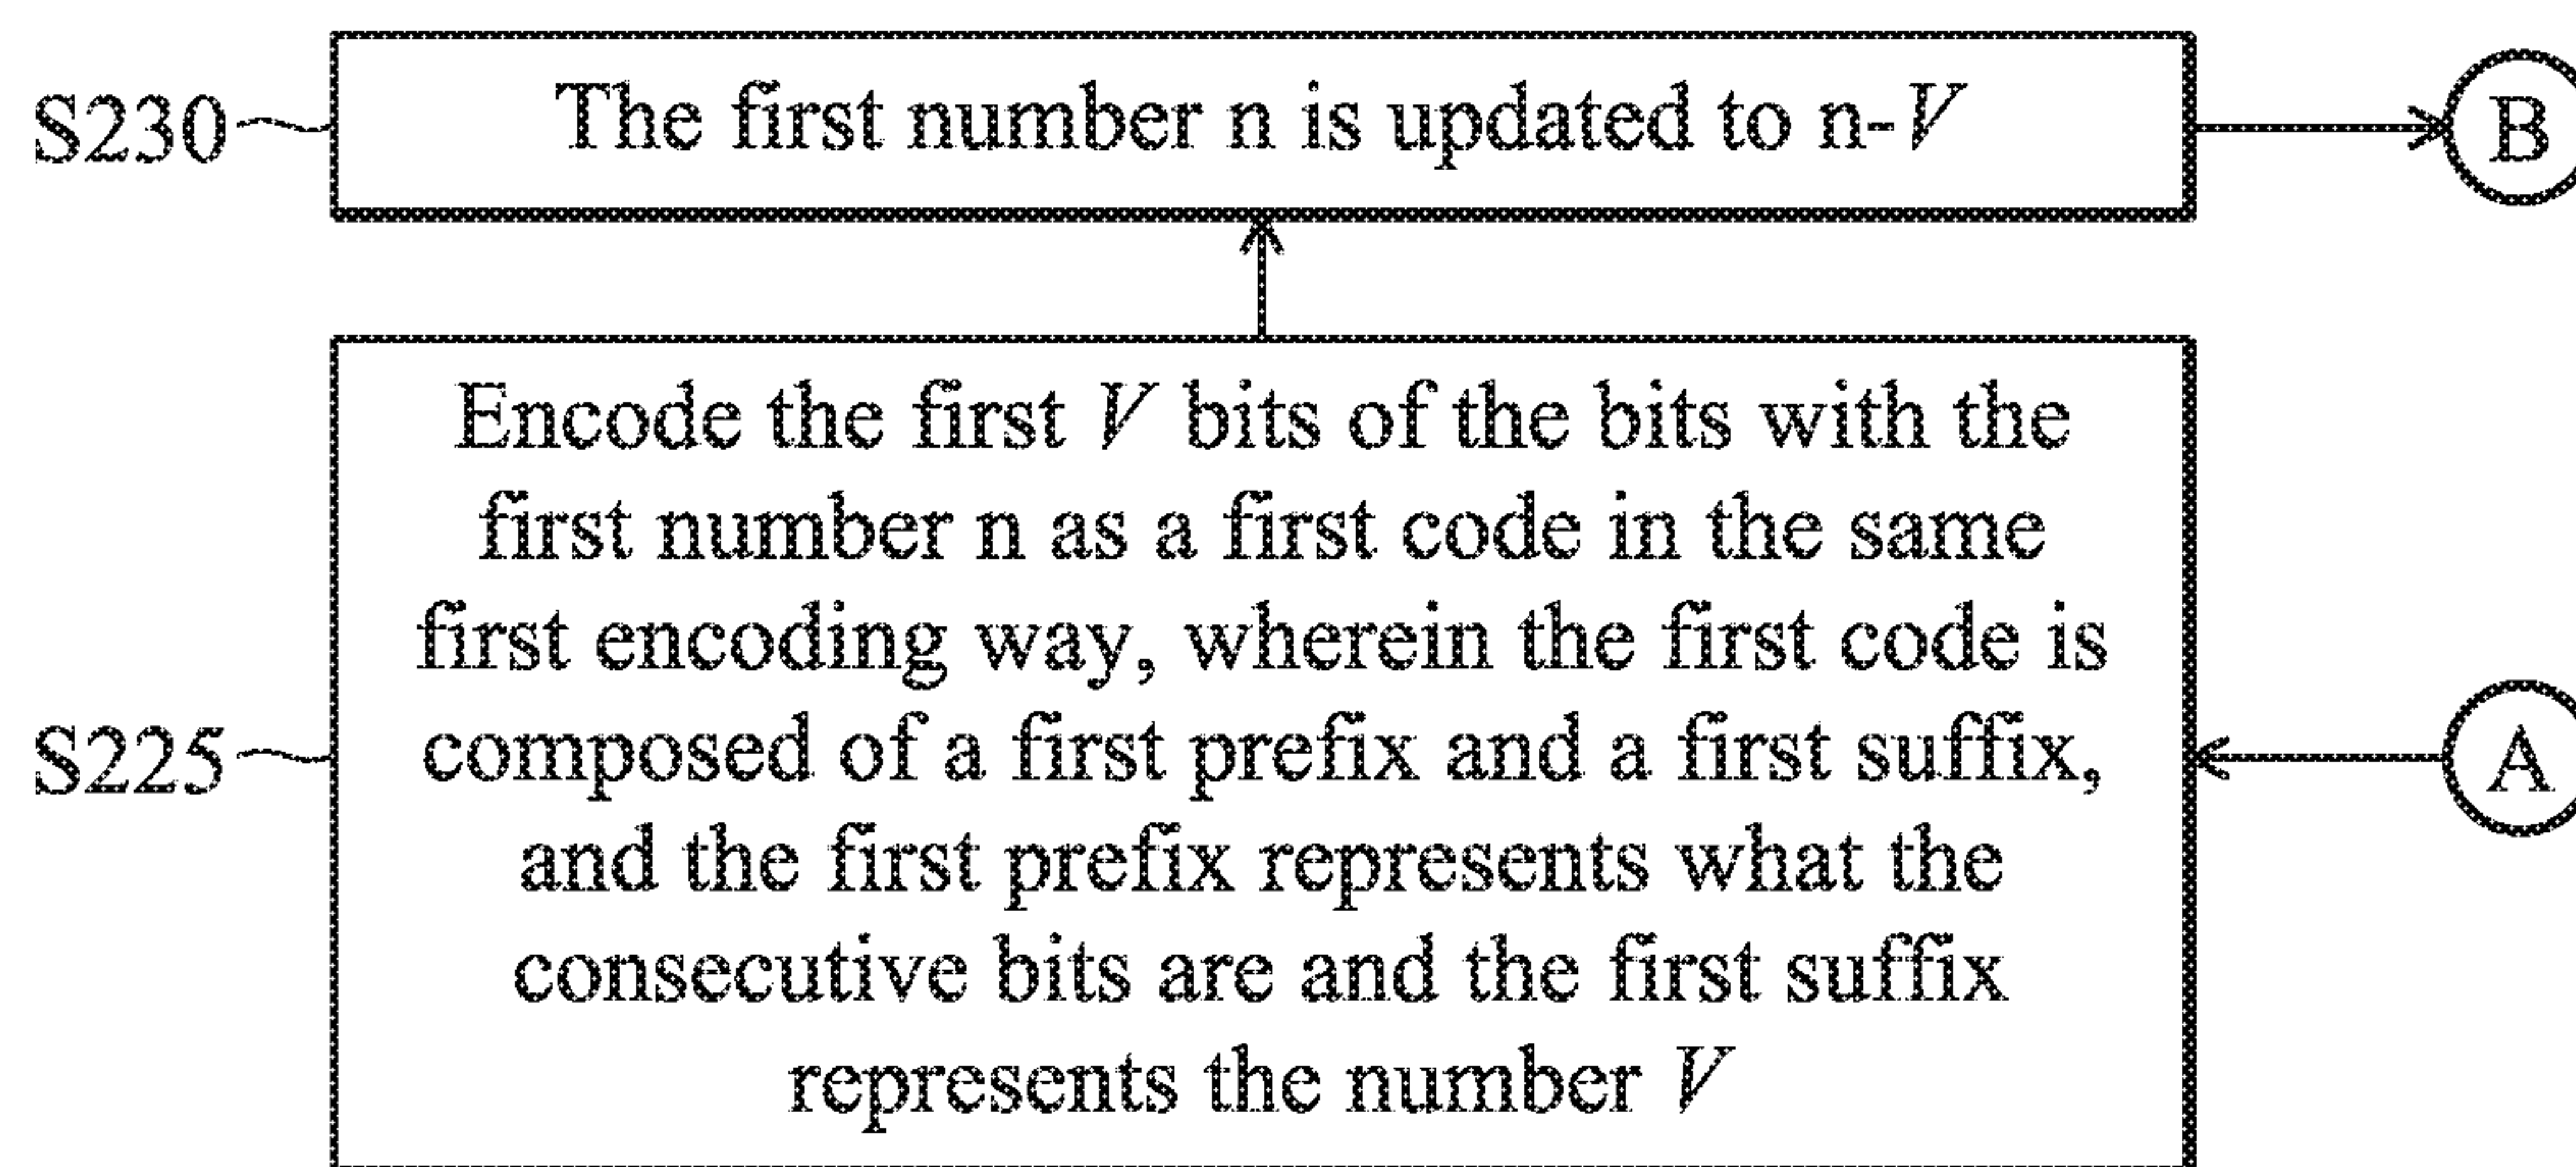 S230
The first number n is updated to n-V
B
Encode the first V bits of the bits with the
first number n as a first code in the same
first encoding way, wherein the first code is
S225
composed of a first prefix and a first suffix,
A
and the first prefix represents what the
consecutive bits are and the first suffix
represents the number V